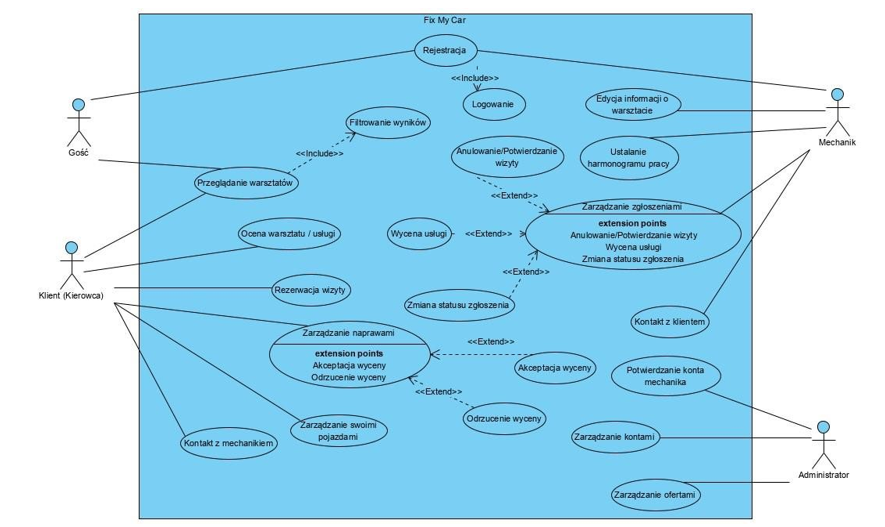 Fix My Car
Rejestracja
<<Include>>
Logowanie
Edycja informacji o
warsztacie
Filtrowanie wyników
Gość
Mechanik
<<Include>>
Anulowanie/Potwierdzanie
wizyty
Ustalanie
harmonogramu pracy
Przeglądanie warsztatów
<<Extend>>
Zarządzanie zgłoszeniami
extension points
Anulowanie/Potwierdzanie wizyty
Wycena usługi
Zmiana statusu zgłoszenia
Ocena warsztatu / usługi
Wycena usługi
<<Extend>>
<<Extend>>
Klient (Kierowca)
Rezerwacja wizyty
Zmiana statusu zgłoszenia
Kontakt z klientem
Zarządzanie naprawami
extension points
Akceptacja wyceny
Odrzucenie wyceny
<<Extend>>
Akceptacja wyceny
Potwierdzanie konta
mechanika
<<Extend>>
Odrzucenie wyceny
Zarządzanie swoimi
pojazdami
Kontakt z mechanikiem
Zarządzanie kontami
Administrator
Zarządzanie ofertami